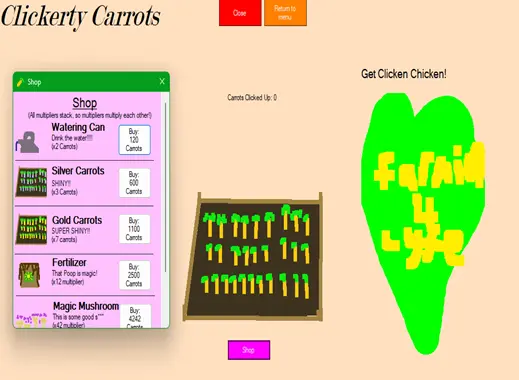 Clickerty Carrots
Close
Return to
menu
Shop
X
Shop
(All multipliers stack, so multipliers multiply each other!)
Watering Can
Drink the water!!!!
(x2 Carrots)
Buy:
120
Carrots
Silver Carrots
SHINY!!
(x3 Carrots)
Buy:
600
Carrots
Gold Carrots
SUPER SHINY!!
(x7 carrots)
Buy:
1100
Carrots
Fertilizer
That Poop is magic!
(x12 multiplier)
Buy:
2500
Carrots
Magic Mushroom
This is some good s***
(x42 multiplier)
Buy:
4242
Carrots
Carrots Clicked Up: 0
Shop
Get Clicken Chicken!
4
Lyfe